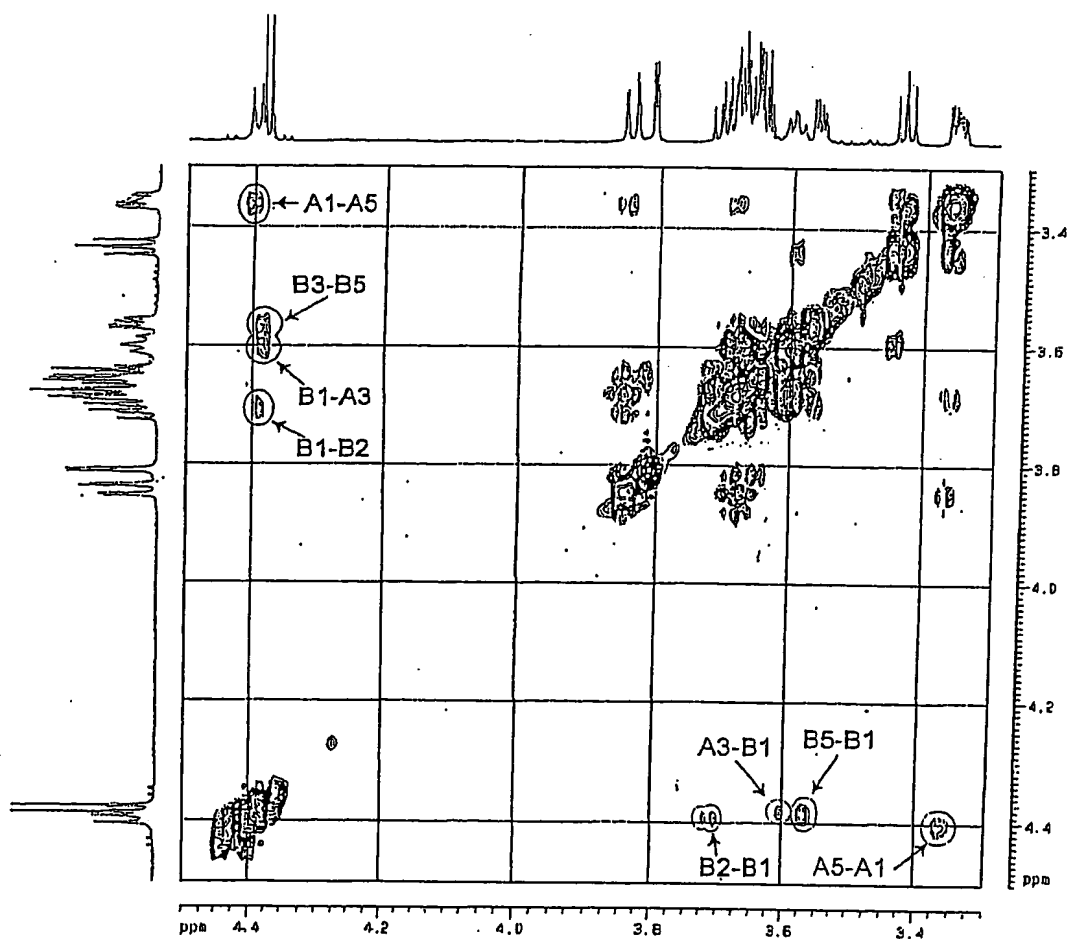 A1-A5
B3-B5
B1-A3
B1-B2
A3-B1
B5-B1
B2-B1
A5-A1
3.4
3.6
3.8
4.0
4.2
4.4
ppm
ppm 4.4 4.2 4.0 3.8 3.6 3.4